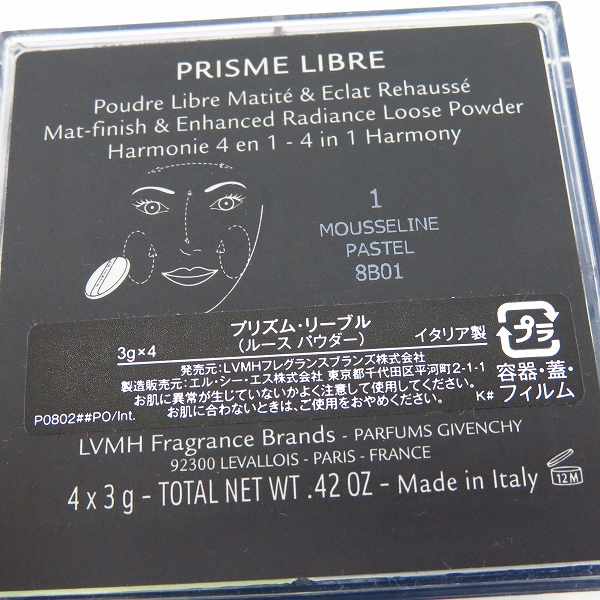 PRISME LIBRE
Poudre Libre Matité & Eclat Rehaussé
Mat-finish & Enhanced Radiance Loose Powder
Harmonie 4 en 1 - 4 in 1 Harmony
1
MOUSSELINE
PASTEL
8B01
プリズム・リーブル
3g×4 (ルース パウダー) イタリア製
発売元:LVMHフレグランスブランズ株式会社
製造販売元:エル・シー・エス株式会社 東京都千代田区平河町2-1-1
お肌に異常が生じていないかよく注意して使用してください。
お肌に合わないときは、ご使用をおやめください。
P0802##PO/Int.
K#
プラ
容器・蓋・
フィルム
LVMH Fragrance Brands - PARFUMS GIVENCHY
92300 LEVALLOIS - PARIS - FRANCE
4 x 3 g - TOTAL NET WT .42 OZ - Made in Italy
12M